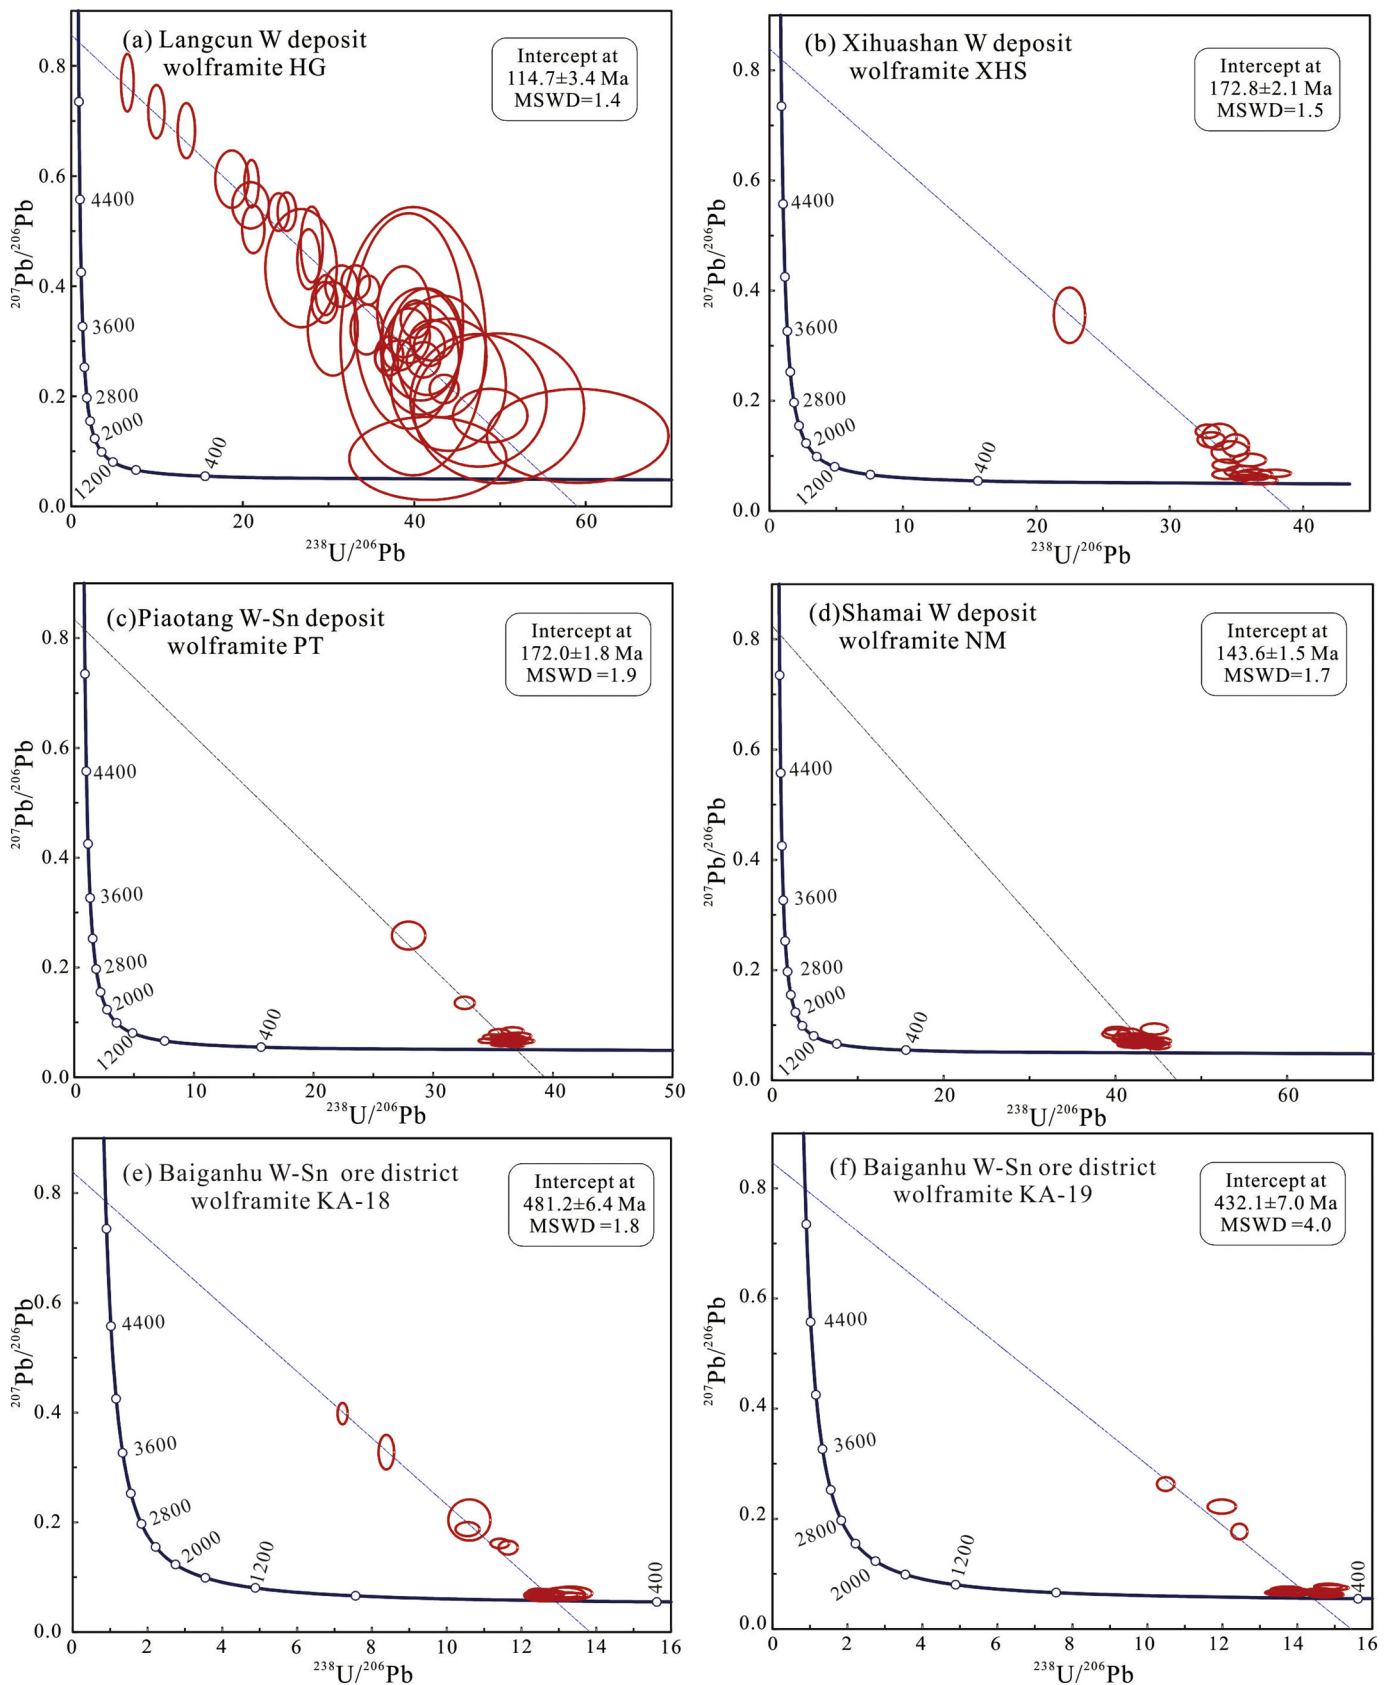 (a) Langcun W deposit
wolframite HG
Intercept at
114.7±3.4 Ma
MSWD=1.4
0.8
0.6
0.4
0.2
0.0
4400
3600
2800
2000
1200
400
0
20
40
60
²⁰⁷Pb/²⁰⁶Pb
²³⁸U/²⁰⁶Pb
(b) Xihuashan W deposit
wolframite XHS
Intercept at
172.8±2.1 Ma
MSWD=1.5
0.8
0.6
0.4
0.2
0.0
4400
3600
2800
2000
1200
400
0
10
20
30
40
²⁰⁷Pb/²⁰⁶Pb
²³⁸U/²⁰⁶Pb
(c)Piaotang W-Sn deposit
wolframite PT
Intercept at
172.0±1.8 Ma
MSWD =1.9
0.8
0.6
0.4
0.2
0.0
4400
3600
2800
2000
1200
400
0
10
20
30
40
50
²⁰⁷Pb/²⁰⁶Pb
²³⁸U/²⁰⁶Pb
(d)Shamai W deposit
wolframite NM
Intercept at
143.6±1.5 Ma
MSWD=1.7
0.8
0.6
0.4
0.2
0.0
4400
3600
2800
2000
1200
400
0
20
40
60
²⁰⁷Pb/²⁰⁶Pb
²³⁸U/²⁰⁶Pb
(e) Baiganhu W-Sn ore district
wolframite KA-18
Intercept at
481.2±6.4 Ma
MSWD =1.8
0.8
0.6
0.4
0.2
0.0
4400
3600
2800
2000
1200
400
0
2
4
6
8
10
12
14
16
²⁰⁷Pb/²⁰⁶Pb
²³⁸U/²⁰⁶Pb
(f) Baiganhu W-Sn ore district
wolframite KA-19
Intercept at
432.1±7.0 Ma
MSWD =4.0
0.8
0.6
0.4
0.2
0.0
4400
3600
2800
2000
1200
400
0
2
4
6
8
10
12
14
16
²⁰⁷Pb/²⁰⁶Pb
²³⁸U/²⁰⁶Pb